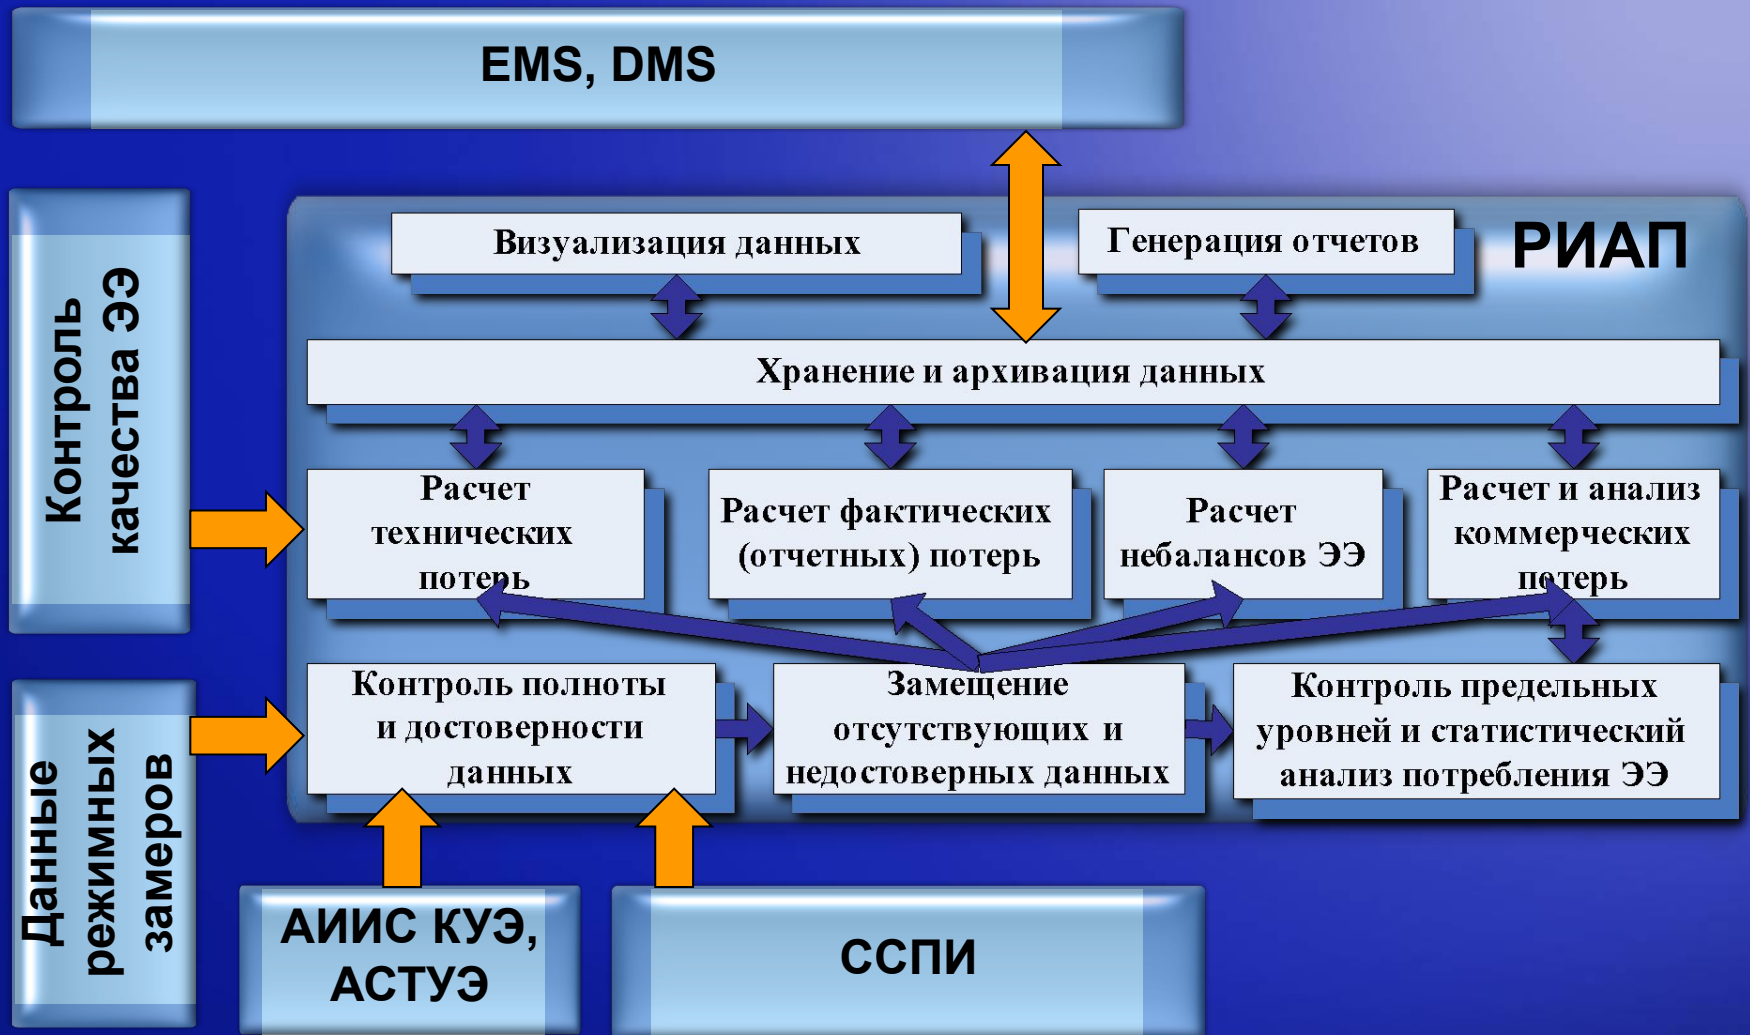 EMS, DMS
Контроль
качества ЭЭ
РИАП
Визуализация данных
Генерация отчетов
Хранение и архивация данных
Расчет
технических
потерь
Расчет фактических
(отчетных) потерь
Расчет
небалансов ЭЭ
Расчет и анализ
коммерческих
потерь
Данные
режимных
замеров
Контроль полноты
и достоверности
данных
Замещение
отсутствующих и
недостоверных данных
Контроль предельных
уровней и статистический
анализ потребления ЭЭ
АИИС КУЭ,
АСТУЭ
ССПИ